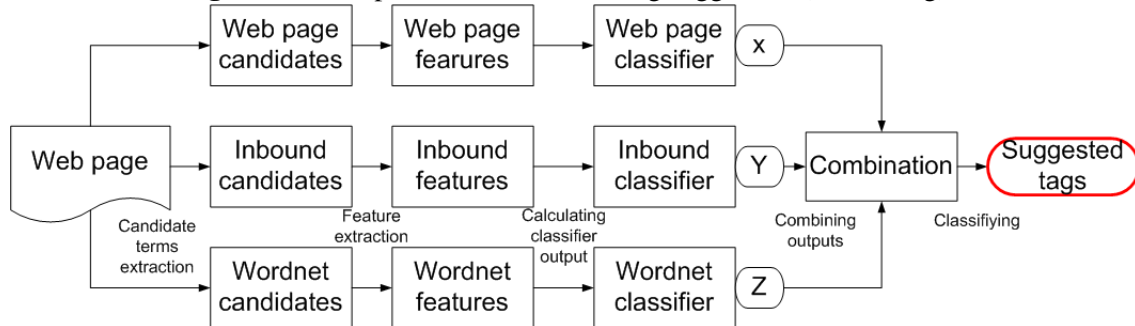 Web page
candidates
Web page
fearures
Web page
classifier
x
Web page
Inbound
candidates
Inbound
features
Inbound
classifier
Y
Combination
Suggested
tags
Candidate
terms
extraction
Feature
extraction
Calculating
classifier
output
Combining
outputs
Classifiying
Wordnet
candidates
Wordnet
features
Wordnet
classifier
Z